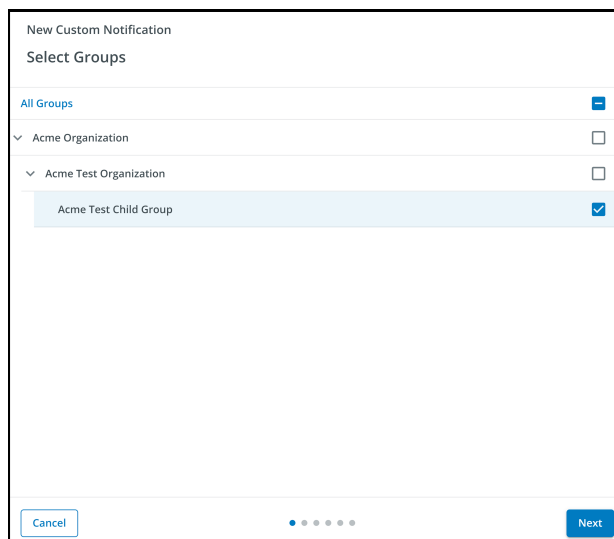 New Custom Notification
Select Groups
All Groups
Acme Organization
Acme Test Organization
Acme Test Child Group
Cancel
Next